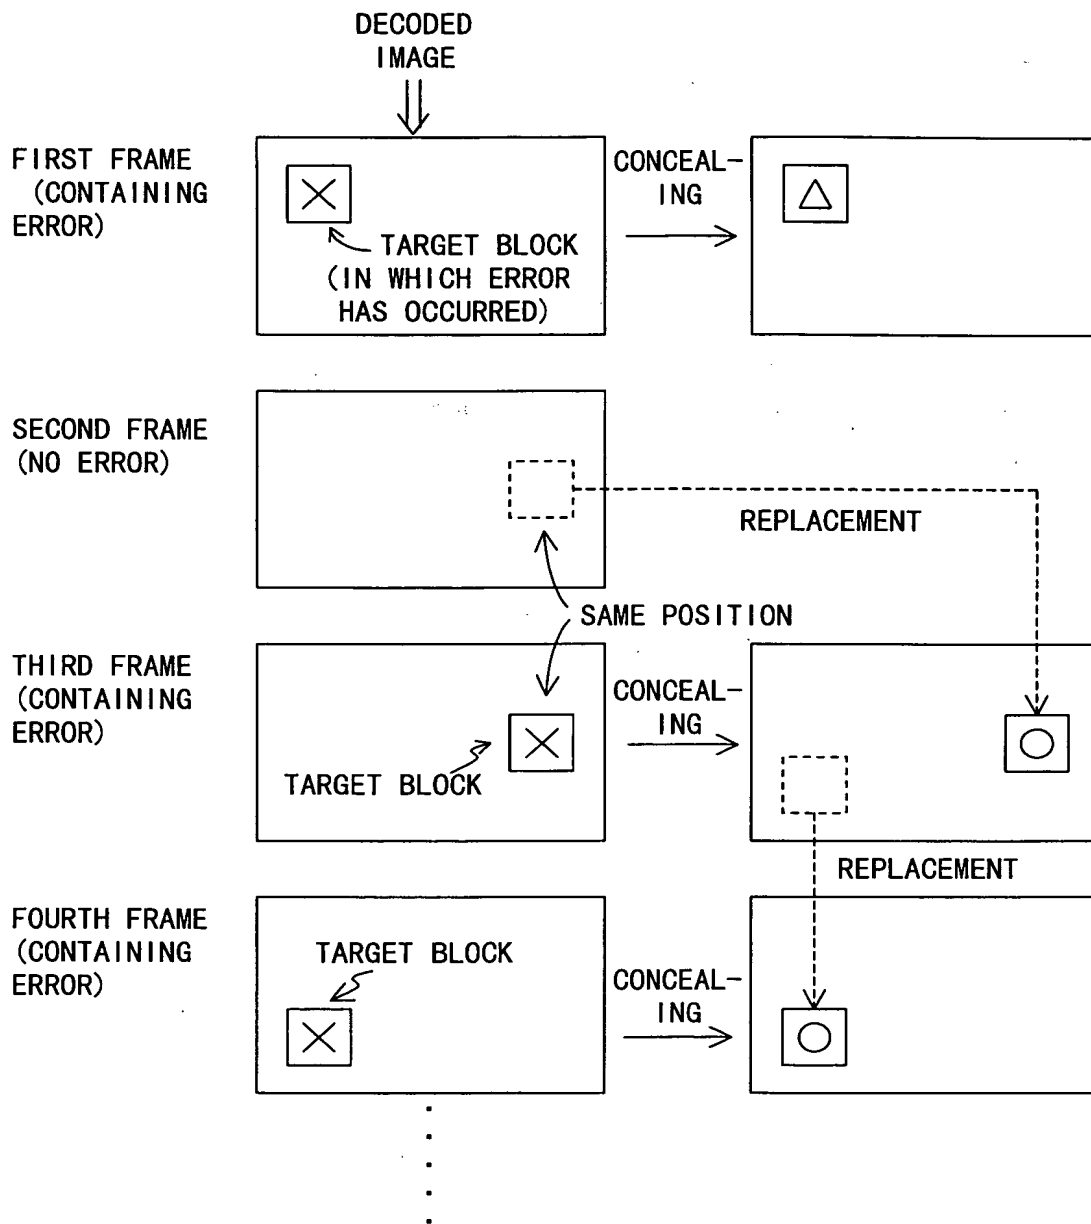 DECODED
IMAGE
FIRST FRAME
(CONTAINING
ERROR)
CONCEAL-
ING
TARGET BLOCK
(IN WHICH ERROR
HAS OCCURRED)
SECOND FRAME
(NO ERROR)
REPLACEMENT
SAME POSITION
THIRD FRAME
(CONTAINING
ERROR)
CONCEAL-
ING
TARGET BLOCK
REPLACEMENT
FOURTH FRAME
(CONTAINING
ERROR)
TARGET BLOCK
CONCEAL-
ING